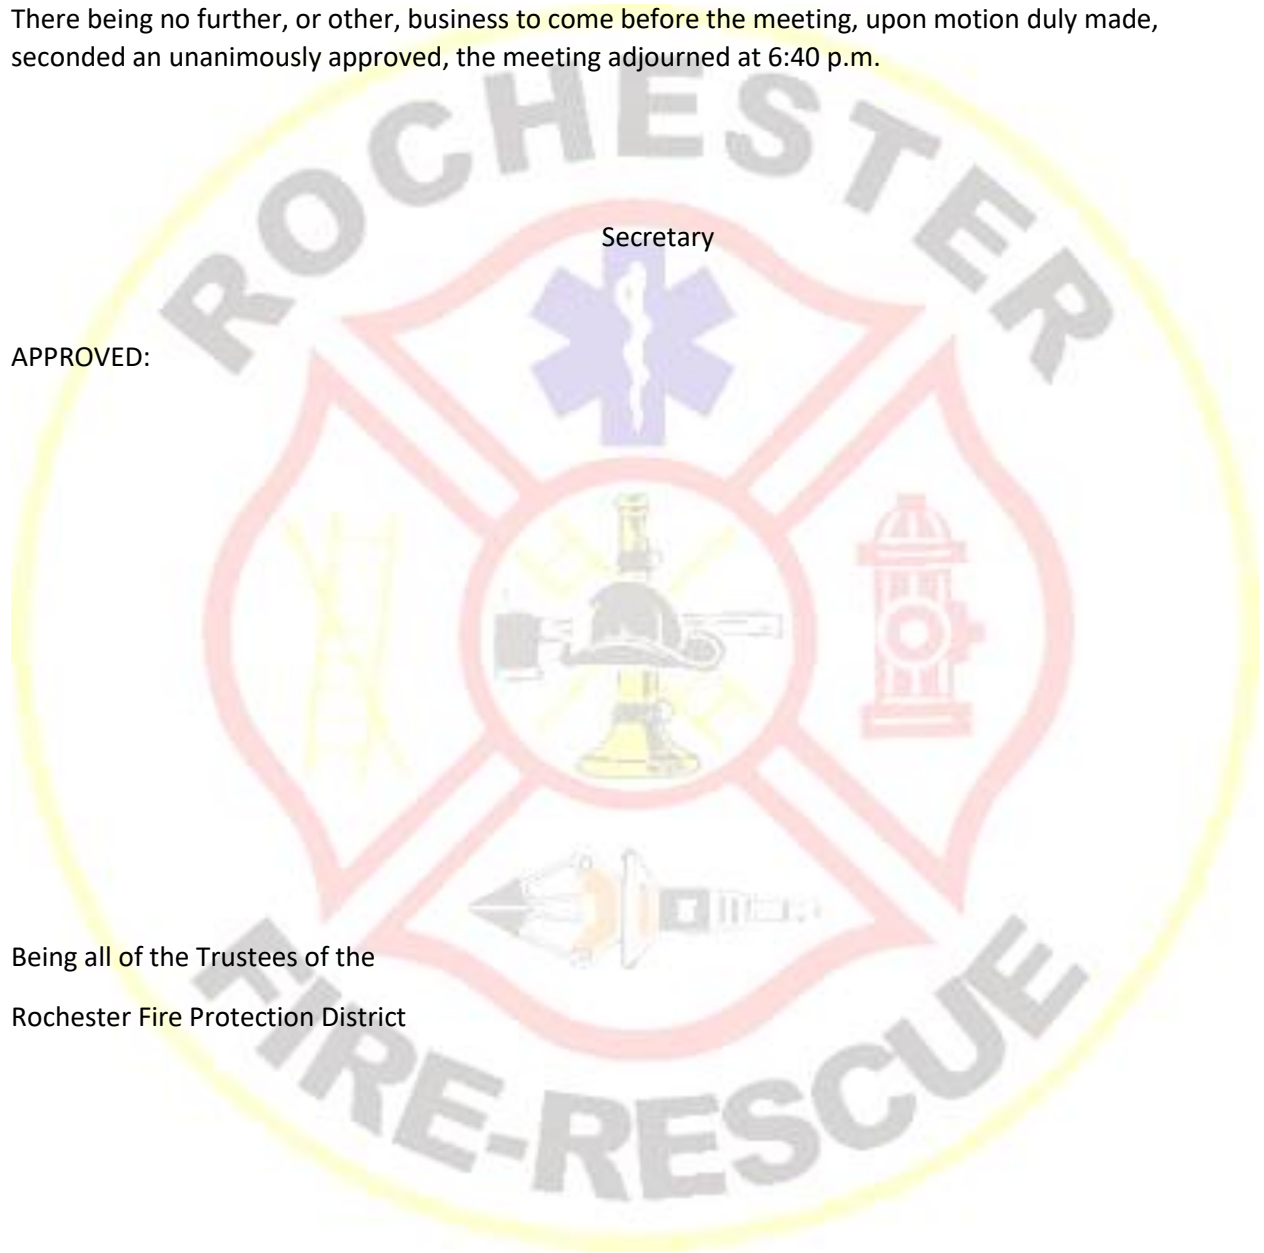 There being no further, or other, business to come before the meeting, upon motion duly made,
seconded an unanimously approved, the meeting adjourned at 6:40 p.m.
ROCHESTER
Secretary
APPROVED:
Being all of the Trustees of the
Rochester Fire Protection District
FIRE-RESCUE